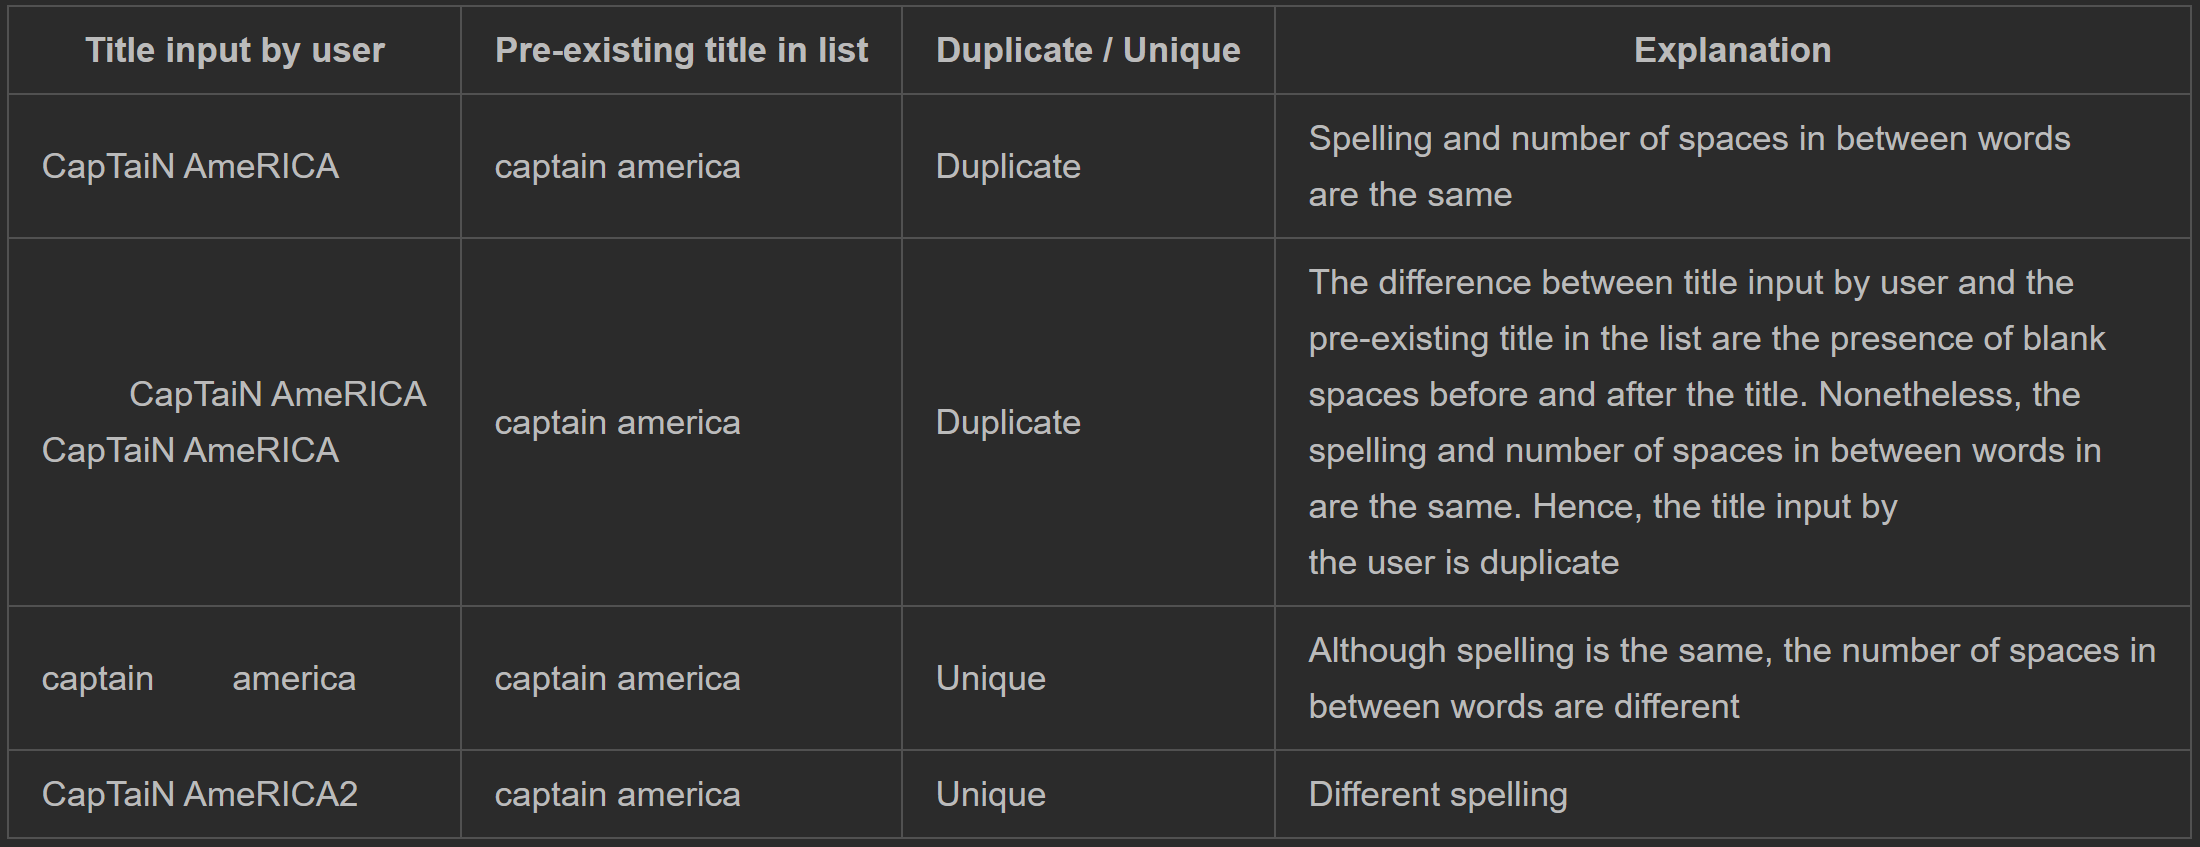 Title input by user
Pre-existing title in list
Duplicate / Unique
Explanation
CapTaiN AmeRICA
captain america
Duplicate
Spelling and number of spaces in between words
are the same
CapTaiN AmeRICA
CapTaiN AmeRICA
captain america
Duplicate
The difference between title input by user and the
pre-existing title in the list are the presence of blank
spaces before and after the title. Nonetheless, the
spelling and number of spaces in between words in
are the same. Hence, the title input by
the user is duplicate
captain        america
captain america
Unique
Although spelling is the same, the number of spaces in
between words are different
CapTaiN AmeRICA2
captain america
Unique
Different spelling